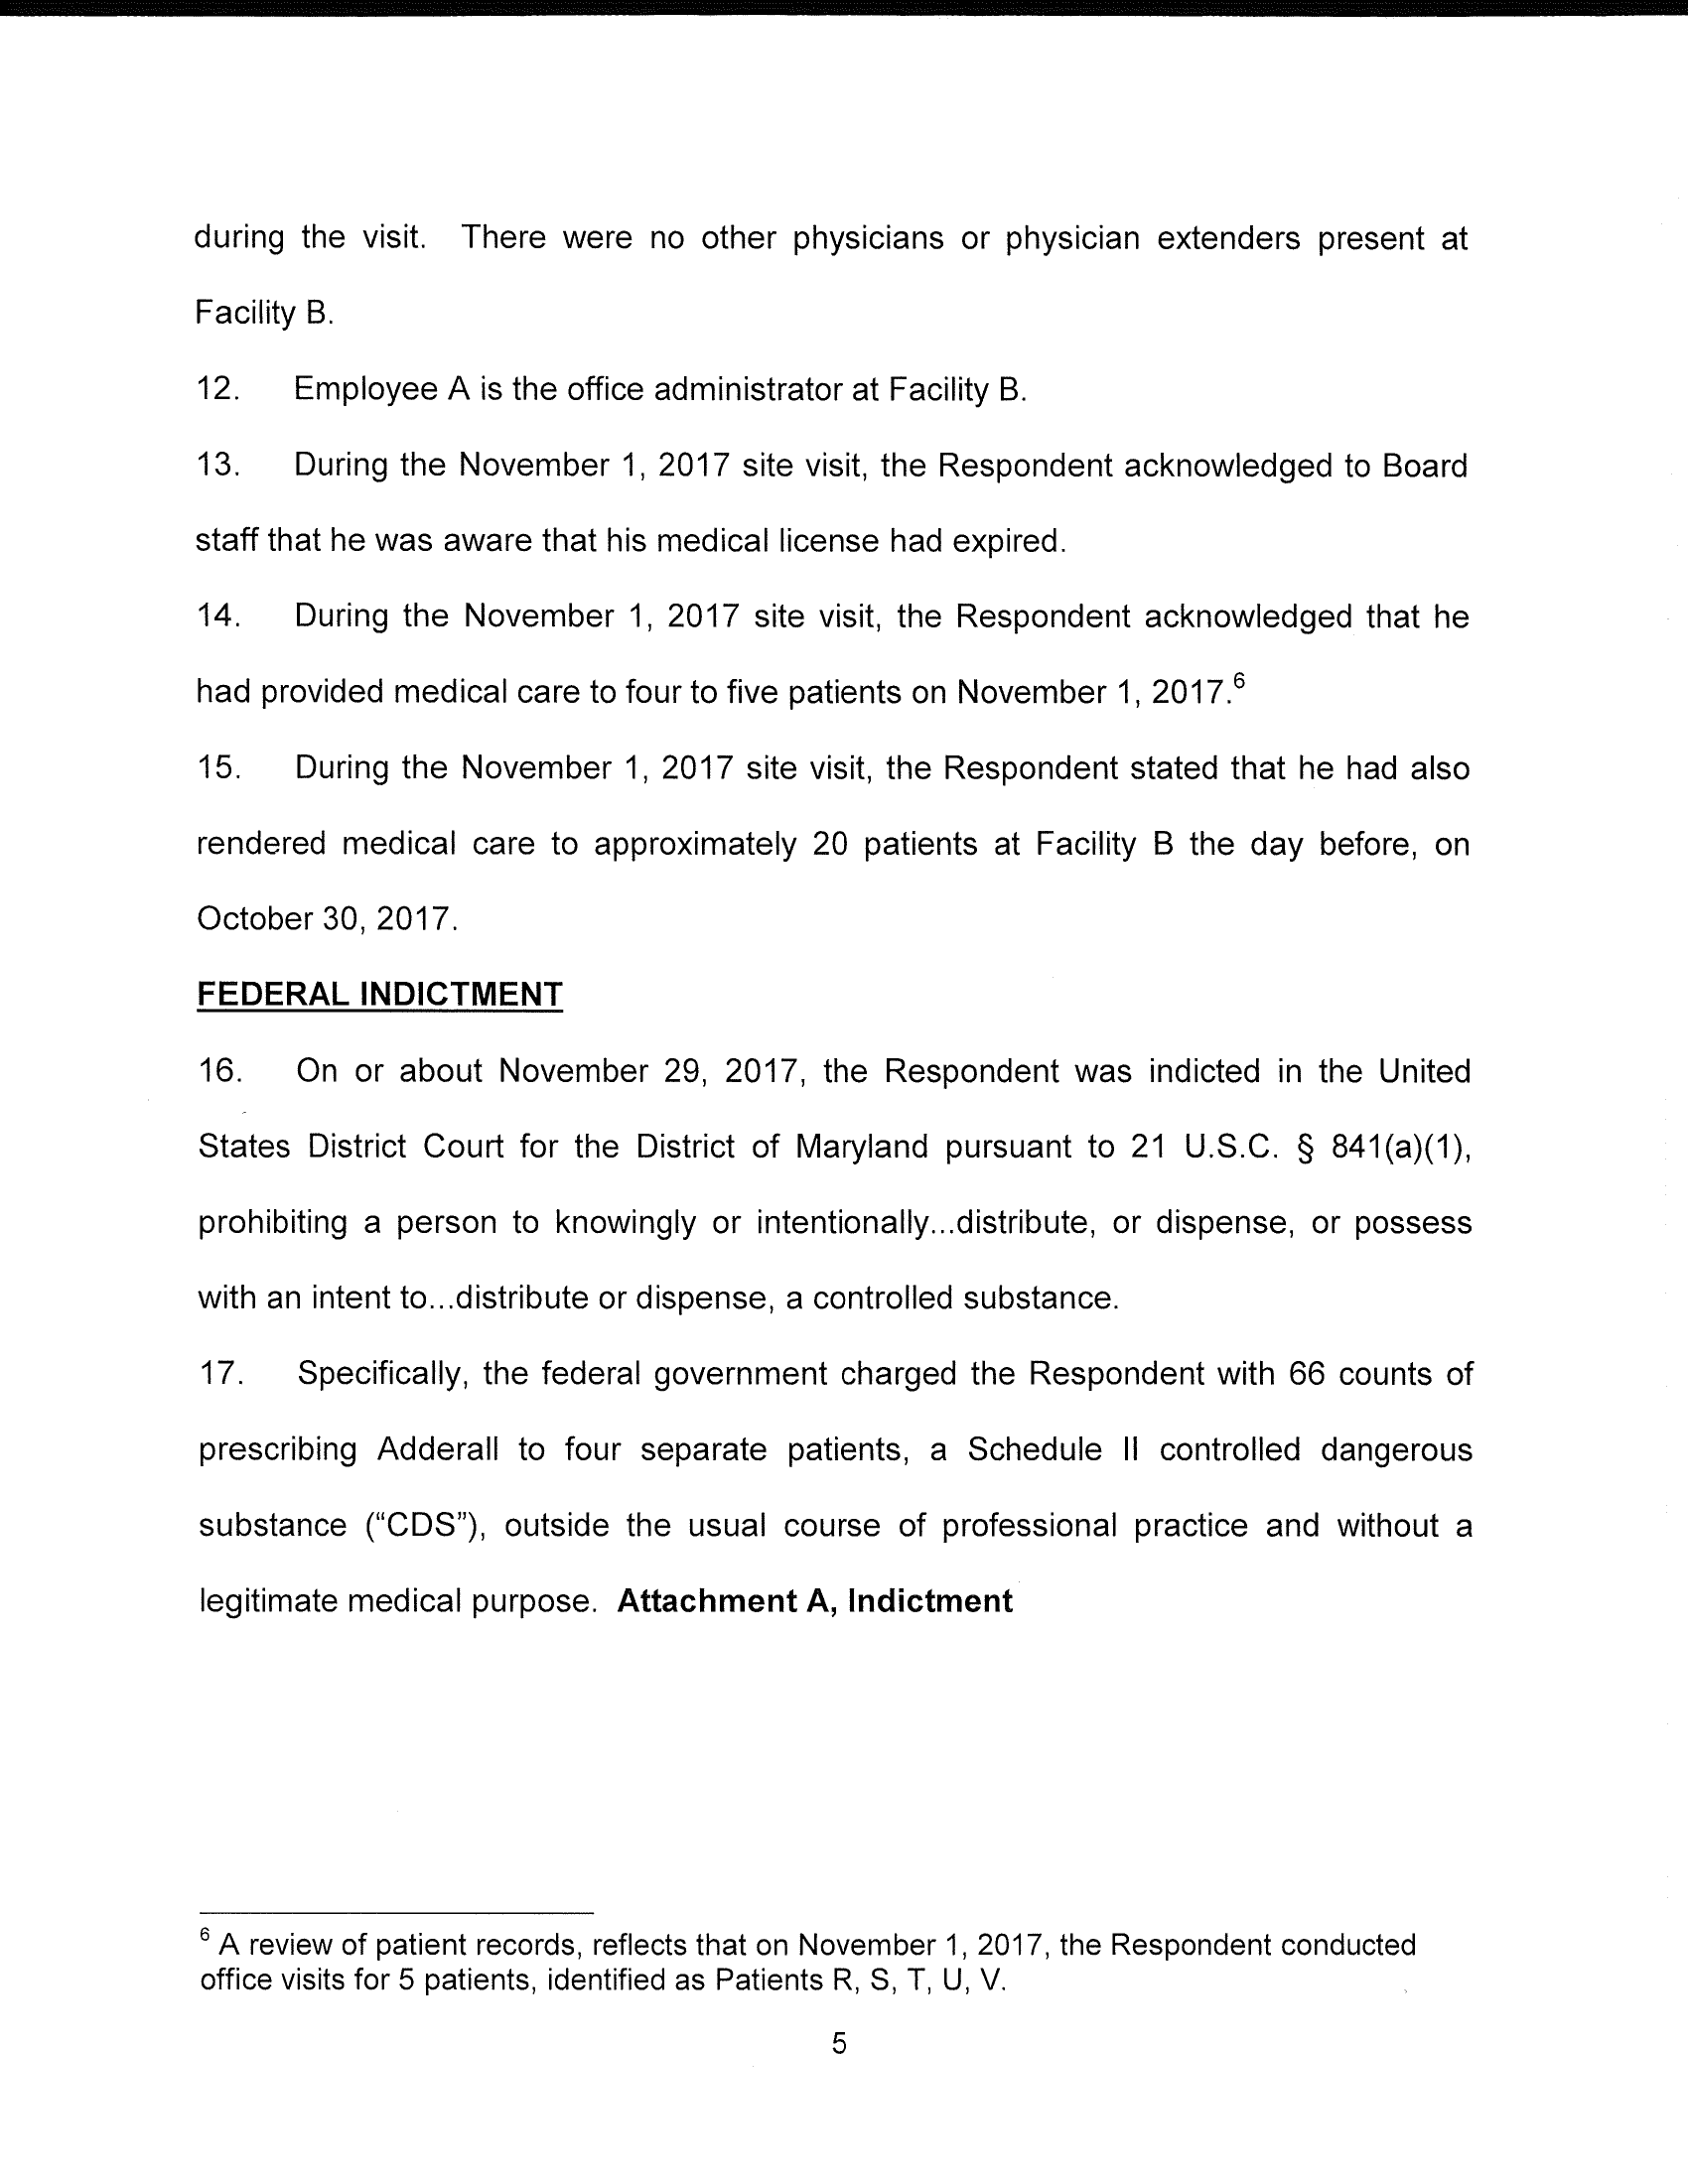 during the visit. There were no other physicians or physician extenders present at
Facility B.
12. Employee A is the office administrator at Facility B.
13. During the November 1, 2017 site visit, the Respondent acknowledged to Board
staff that he was aware that his medical license had expired.
14. During the November 1, 2017 site visit, the Respondent acknowledged that he
had provided medical care to four to five patients on November 1, 2017.6
15. During the November 1, 2017 site visit, the Respondent stated that he had also
rendered medical care to approximately 20 patients at Facility B the day before, on
October 30, 2017.
FEDERAL INDICTMENT
16. On or about November 29, 2017, the Respondent was indicted in the United
States District Court for the District of Maryland pursuant to 21 U.S.C. § 841(a)(1),
prohibiting a person to knowingly or intentionally...distribute, or dispense, or possess
with an intent to...distribute or dispense, a controlled substance.
17. Specifically, the federal government charged the Respondent with 66 counts of
prescribing Adderall to four separate patients, a Schedule II controlled dangerous
substance (“CDS”), outside the usual course of professional practice and without a
legitimate medical purpose. Attachment A, Indictment
6 A review of patient records, reflects that on November 1, 2017, the Respondent conducted
office visits for 5 patients, identified as Patients R, S, T, U, V.
5